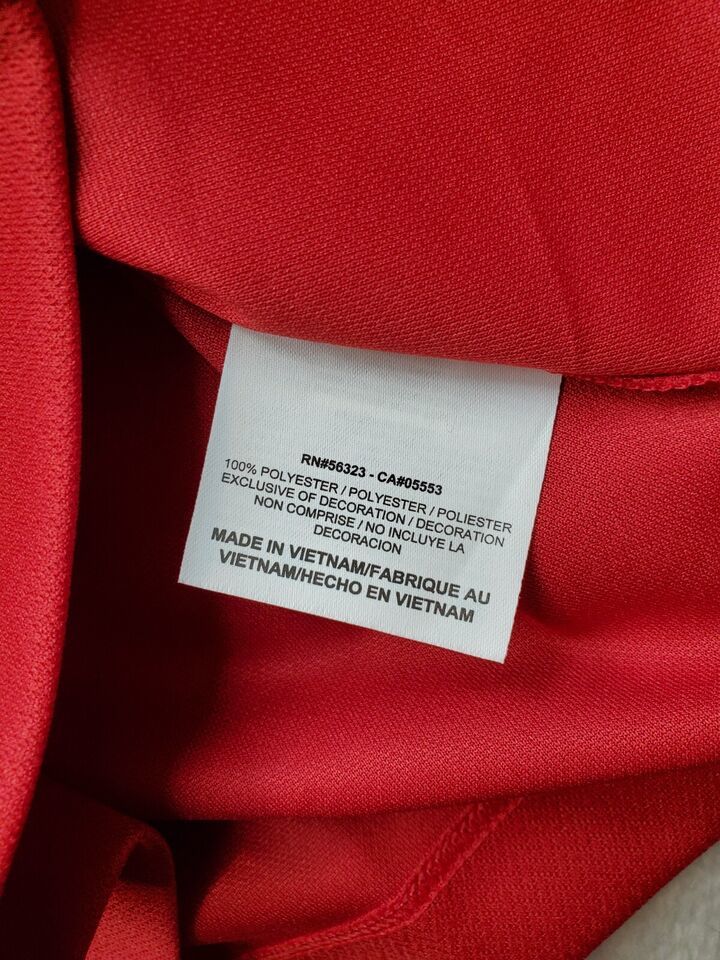 RN#56323 - CA#05553
100% POLYESTER / POLYESTER / POLIESTER
EXCLUSIVE OF DECORATION / DECORATION
NON COMPRISE / NO INCLUYE LA
DECORACION
MADE IN VIETNAM/FABRIQUE AU
VIETNAM/HECHO EN VIETNAM